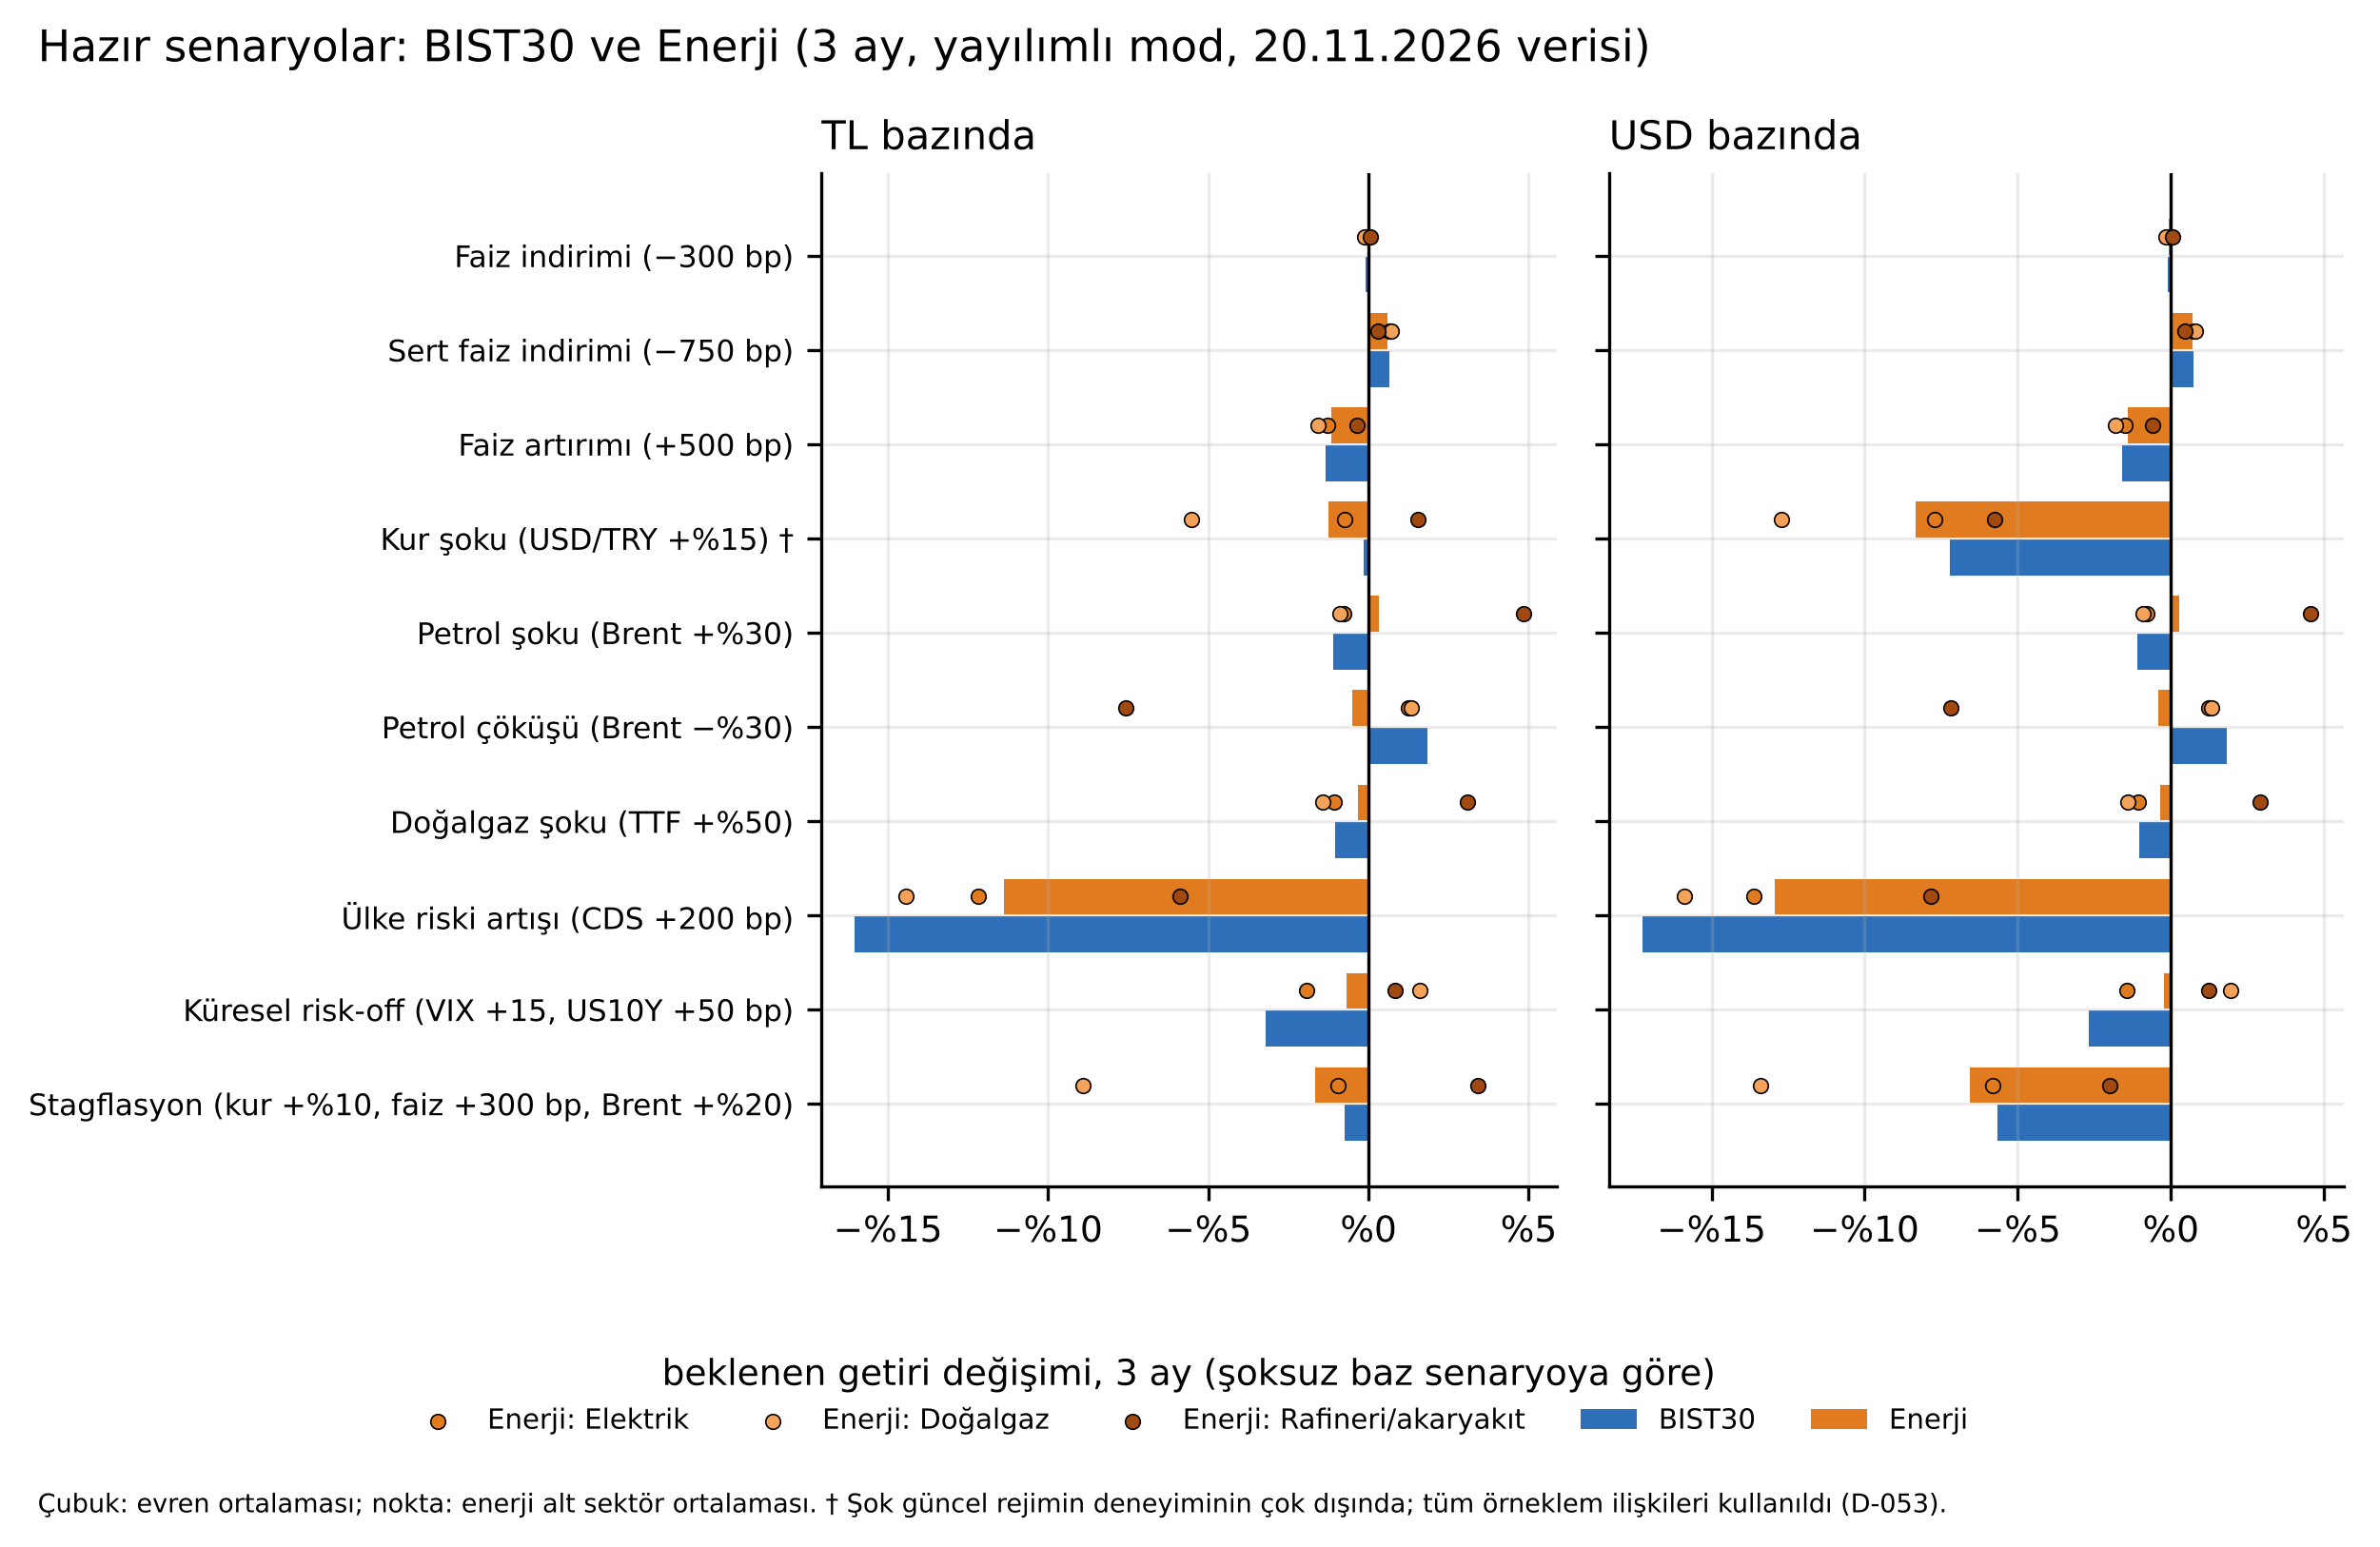 Hazır senaryolar: BIST30 ve Enerji (3 ay, yayılımlı mod, 20.11.2026 verisi)
TL bazında
USD bazında
Faiz indirimi (−300 bp)
Sert faiz indirimi (−750 bp)
Faiz artırımı (+500 bp)
Kur şoku (USD/TRY +%15) †
Petrol şoku (Brent +%30)
Petrol çöküşü (Brent −%30)
Doğalgaz şoku (TTF +%50)
Ülke riski artışı (CDS +200 bp)
Küresel risk-off (VIX +15, US10Y +50 bp)
Stagflasyon (kur +%10, faiz +300 bp, Brent +%20)
−%15 −%10 −%5 %0 %5
−%15 −%10 −%5 %0 %5
beklenen getiri değişimi, 3 ay (şoksuz baz senaryoya göre)
Enerji: Elektrik Enerji: Doğalgaz Enerji: Rafineri/akaryakıt BIST30 Enerji
Çubuk: evren ortalaması; nokta: enerji alt sektör ortalaması. † Şok güncel rejimin deneyiminin çok dışında; tüm örneklem ilişkileri kullanıldı (D-053).